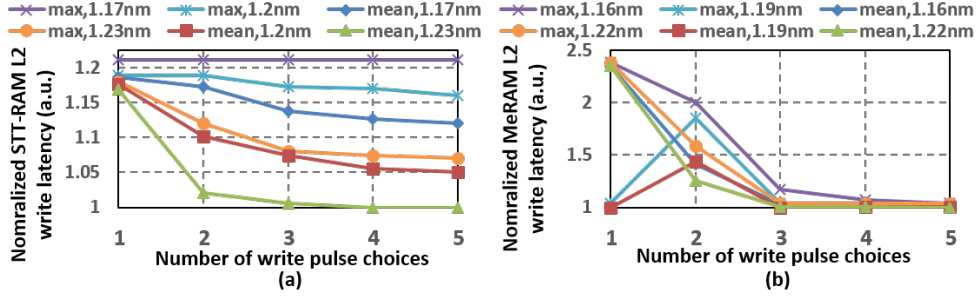 max,1.17nm max,1.2nm mean,1.17nm
max,1.23nm mean,1.2nm mean,1.23nm
Nomralized STT-RAM L2
write latency (a.u.)
1.2
1.15
1.1
1.05
1
1 2 3 4 5
Number of write pulse choices
(a)
max,1.16nm max,1.19nm mean,1.16nm
max,1.22nm mean,1.19nm mean,1.22nm
Nomralized MeRAM L2
write latency (a.u.)
2.5
2
1.5
1
1 2 3 4 5
Number of write pulse choices
(b)